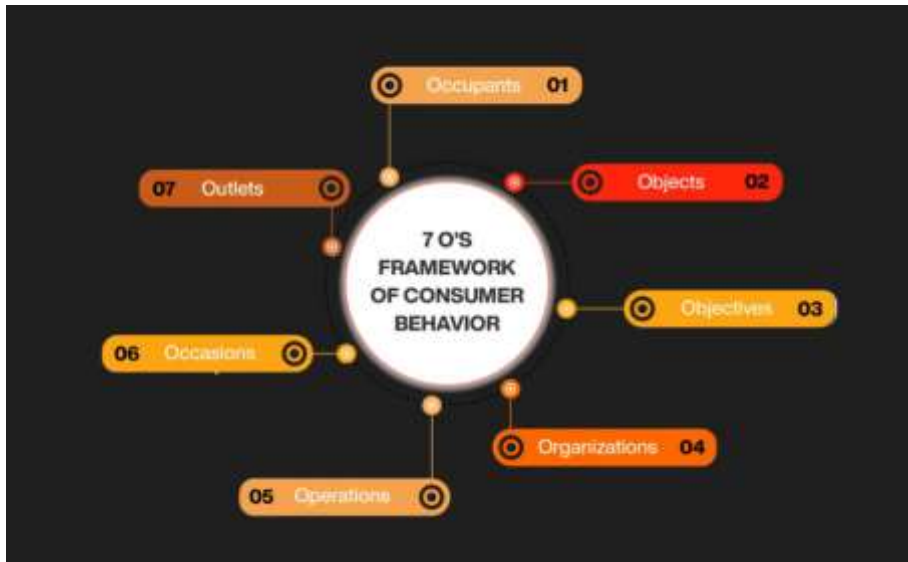 Occupants 01
07 Outlets
Objects 02
7 O'S
FRAMEWORK
OF CONSUMER
BEHAVIOR
Objectives 03
06 Occasions
Organizations 04
05 Operations